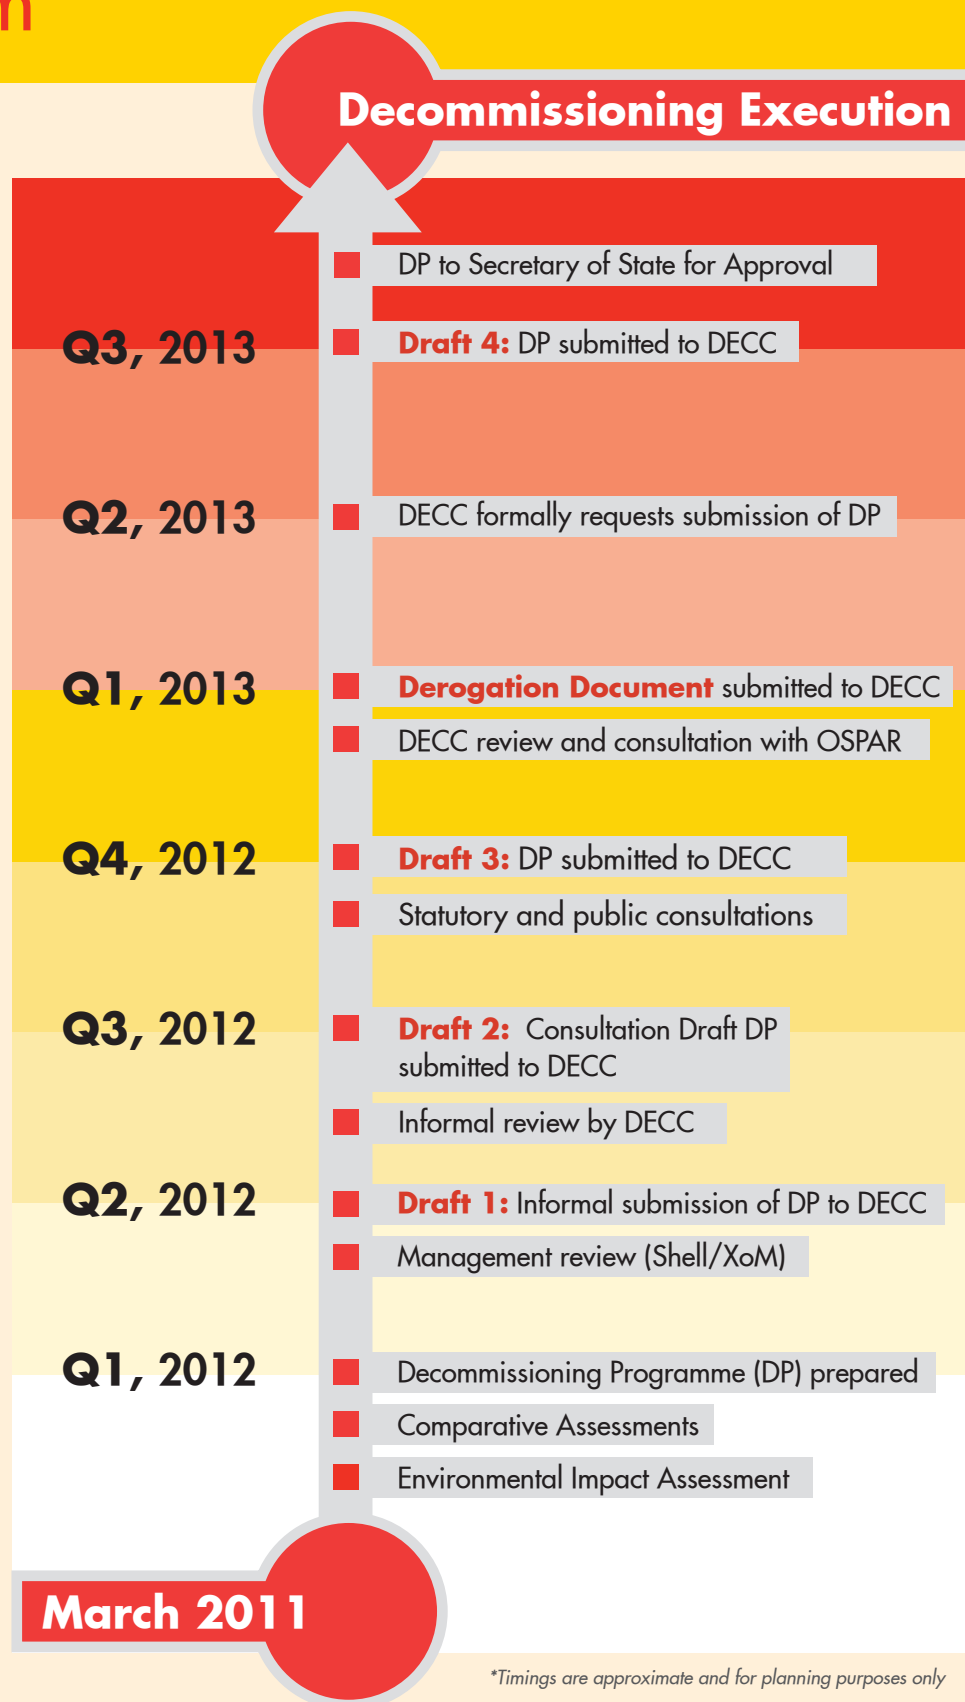 Decommissioning Execution
DP to Secretary of State for Approval
Q3, 2013
Draft 4: DP submitted to DECC
Q2, 2013
DECC formally requests submission of DP
Q1, 2013
Derogation Document submitted to DECC
DECC review and consultation with OSPAR
Q4, 2012
Draft 3: DP submitted to DECC
Statutory and public consultations
Q3, 2012
Draft 2: Consultation Draft DP
submitted to DECC
Informal review by DECC
Q2, 2012
Draft 1: Informal submission of DP to DECC
Management review (Shell/XoM)
Q1, 2012
Decommissioning Programme (DP) prepared
Comparative Assessments
Environmental Impact Assessment
March 2011
*Timings are approximate and for planning purposes only